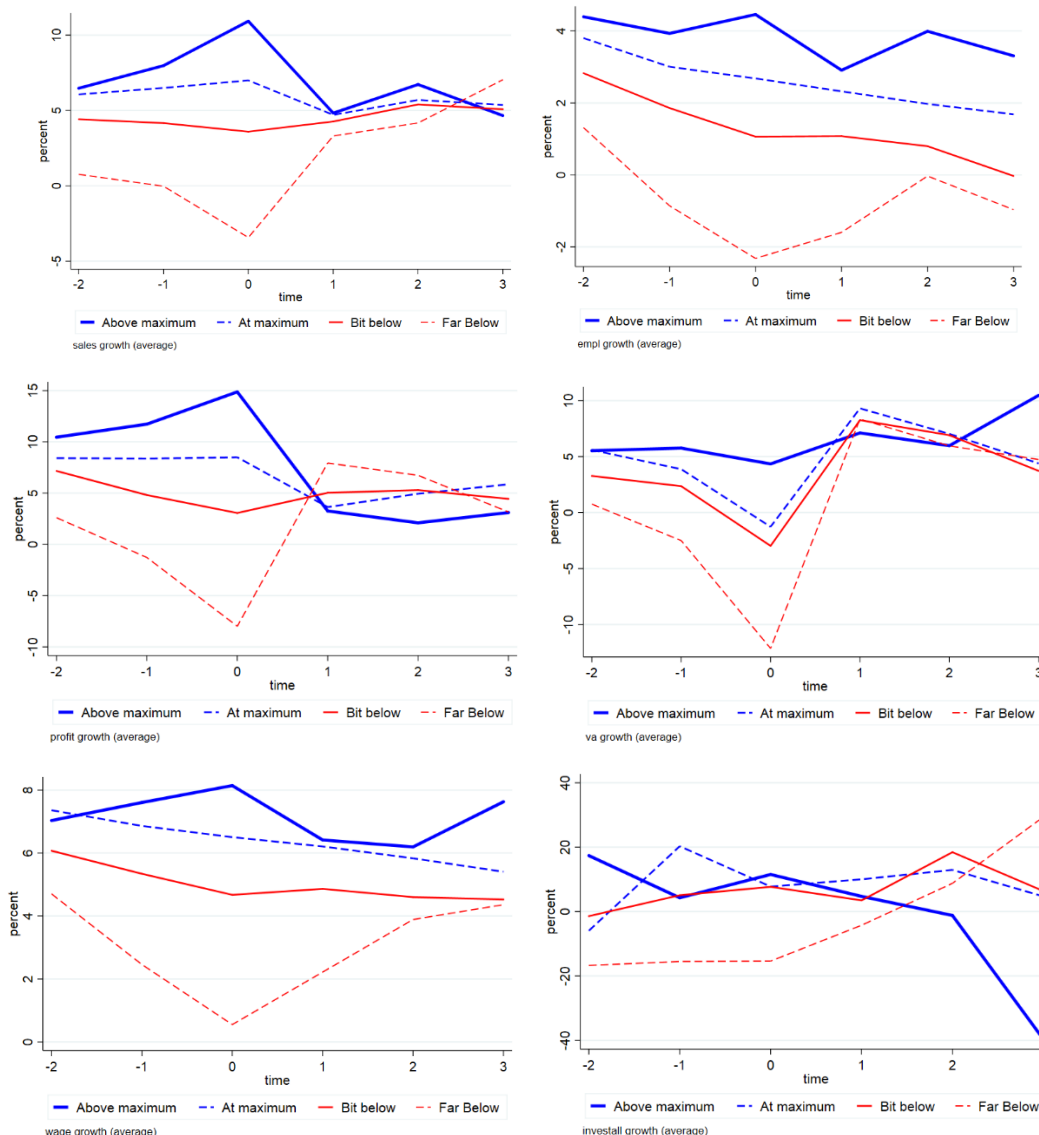 10
5
0
-5
percent
-2 -1 0 1 2 3
time
Above maximum At maximum Bit below Far Below
sales growth (average)
4
2
0
-2
percent
-2 -1 0 1 2 3
time
Above maximum At maximum Bit below Far Below
empl growth (average)
15
10
5
0
-5
-10
percent
-2 -1 0 1 2 3
time
Above maximum At maximum Bit below Far Below
profit growth (average)
10
5
0
-5
-10
percent
-2 -1 0 1 2 3
time
Above maximum At maximum Bit below Far Below
va growth (average)
8
6
4
2
0
percent
-2 -1 0 1 2 3
time
Above maximum At maximum Bit below Far Below
wage growth (average)
40
20
0
-20
-40
percent
-2 -1 0 1 2
time
Above maximum At maximum Bit below Far Below
investall growth (average)